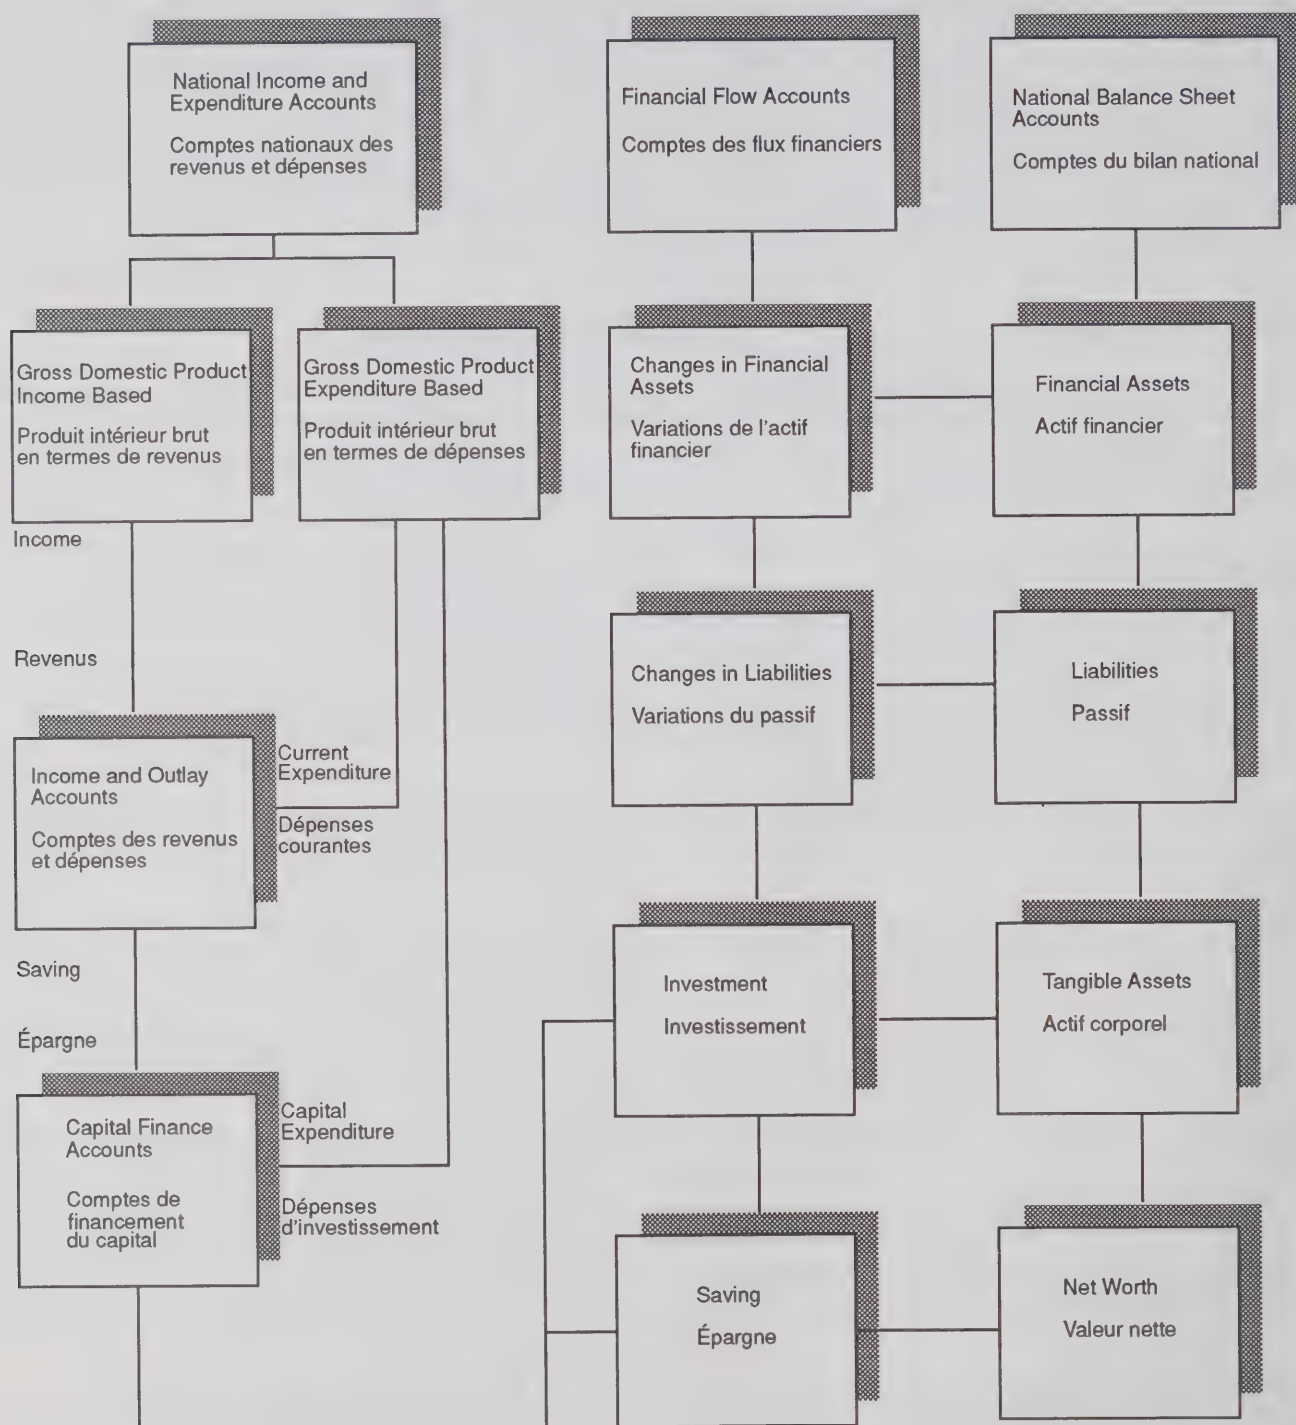 National Income and
Expenditure Accounts
Comptes nationaux des
revenus et dépenses
Financial Flow Accounts
Comptes des flux financiers
National Balance Sheet
Accounts
Comptes du bilan national
Gross Domestic Product
Income Based
Produit intérieur brut
en termes de revenus
Gross Domestic Product
Expenditure Based
Produit intérieur brut
en termes de dépenses
Changes in Financial
Assets
Variations de l'actif
financier
Financial Assets
Actif financier
Income
Revenus
Changes in Liabilities
Variations du passif
Liabilities
Passif
Income and Outlay
Accounts
Comptes des revenus
et dépenses
Current
Expenditure
Dépenses
courantes
Saving
Épargne
Investment
Investissement
Tangible Assets
Actif corporel
Capital Finance
Accounts
Comptes de
financement
du capital
Capital
Expenditure
Dépenses
d'investissement
Saving
Épargne
Net Worth
Valeur nette